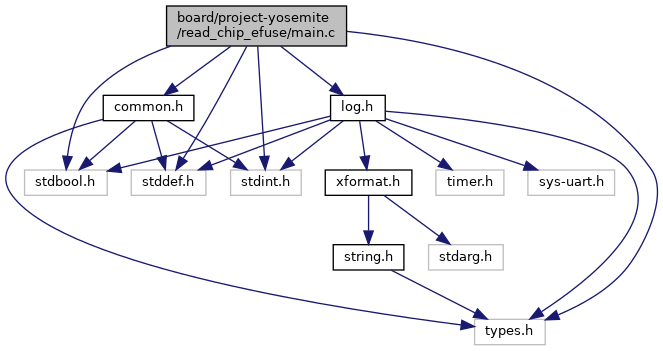 board/project-yosemite
/read_chip_efuse/main.c
common.h
log.h
stdbool.h
stddef.h
stdint.h
xformat.h
timer.h
sys-uart.h
string.h
stdarg.h
types.h